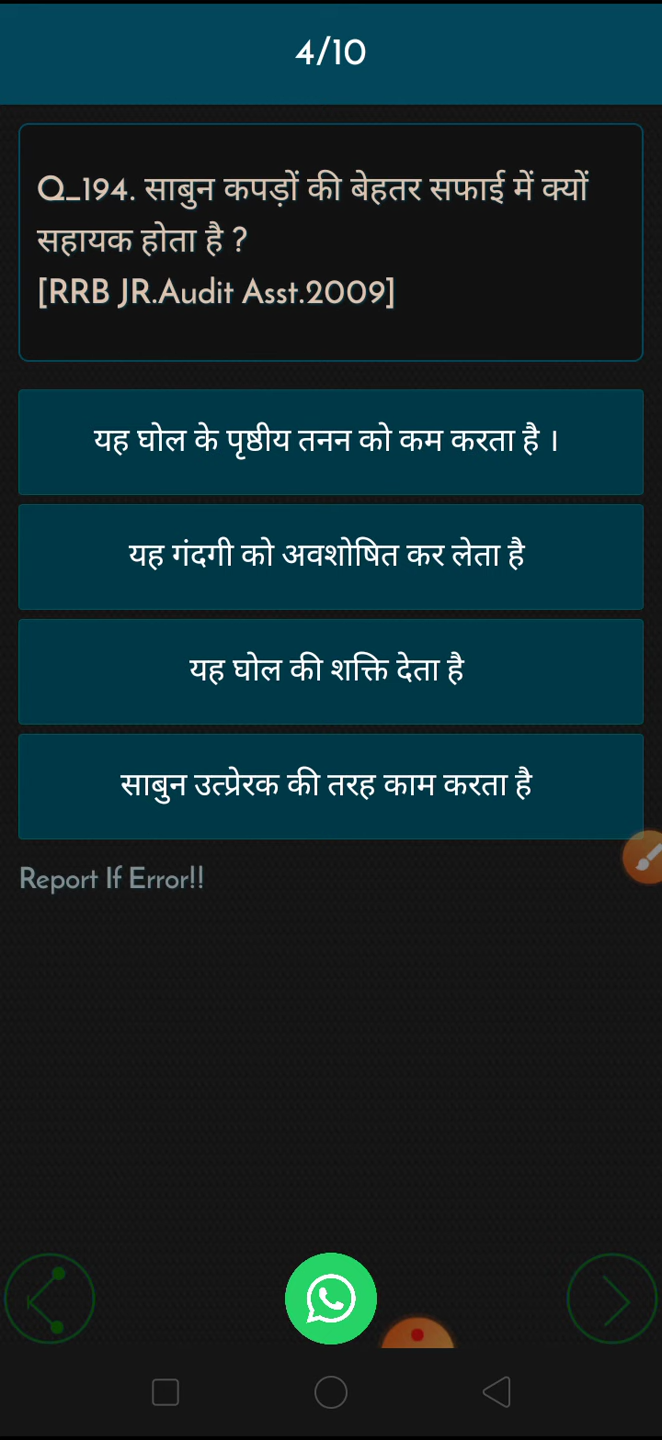 4/10
Q_194. साबुन कपड़ों की बेहतर सफाई में क्यों
सहायक होता है ?
[RRB JR.Audit Asst.2009]
यह घोल के पृष्ठीय तनन को कम करता है ।
यह गंदगी को अवशोषित कर लेता है
यह घोल की शक्ति देता है
साबुन उत्प्रेरक की तरह काम करता है
Report If Error!!